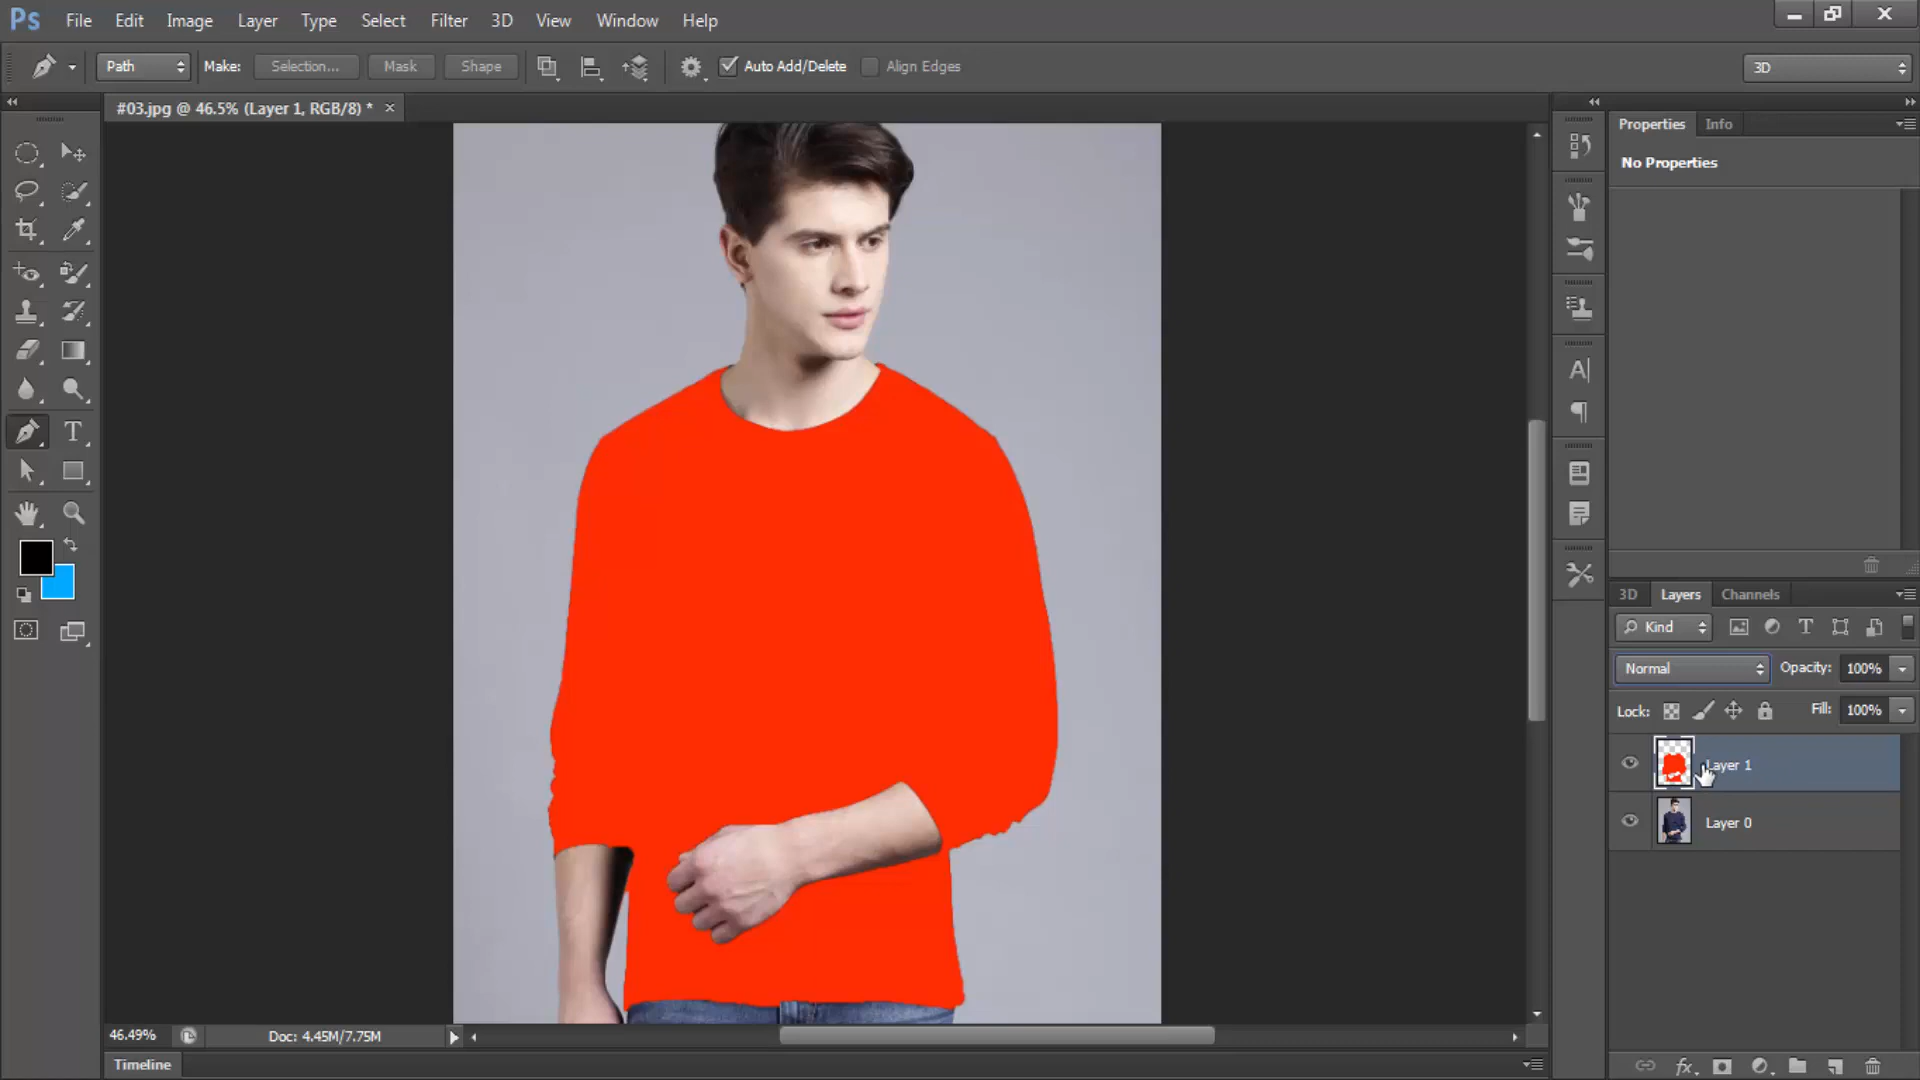 Ps File Edit Image Layer Type Select Filter 3D View Window Help
Path Make: Selection... Mask Shape Auto Add/Delete Align Edges 3D
#03.jpg @ 46.5% (Layer 1, RGB/8) * ×
Properties Info
No Properties
3D Layers Channels
Kind
Normal Opacity: 100%
Lock: Fill: 100%
Layer 1
Layer 0
46.49% Doc: 4.45M/7.75M
Timeline